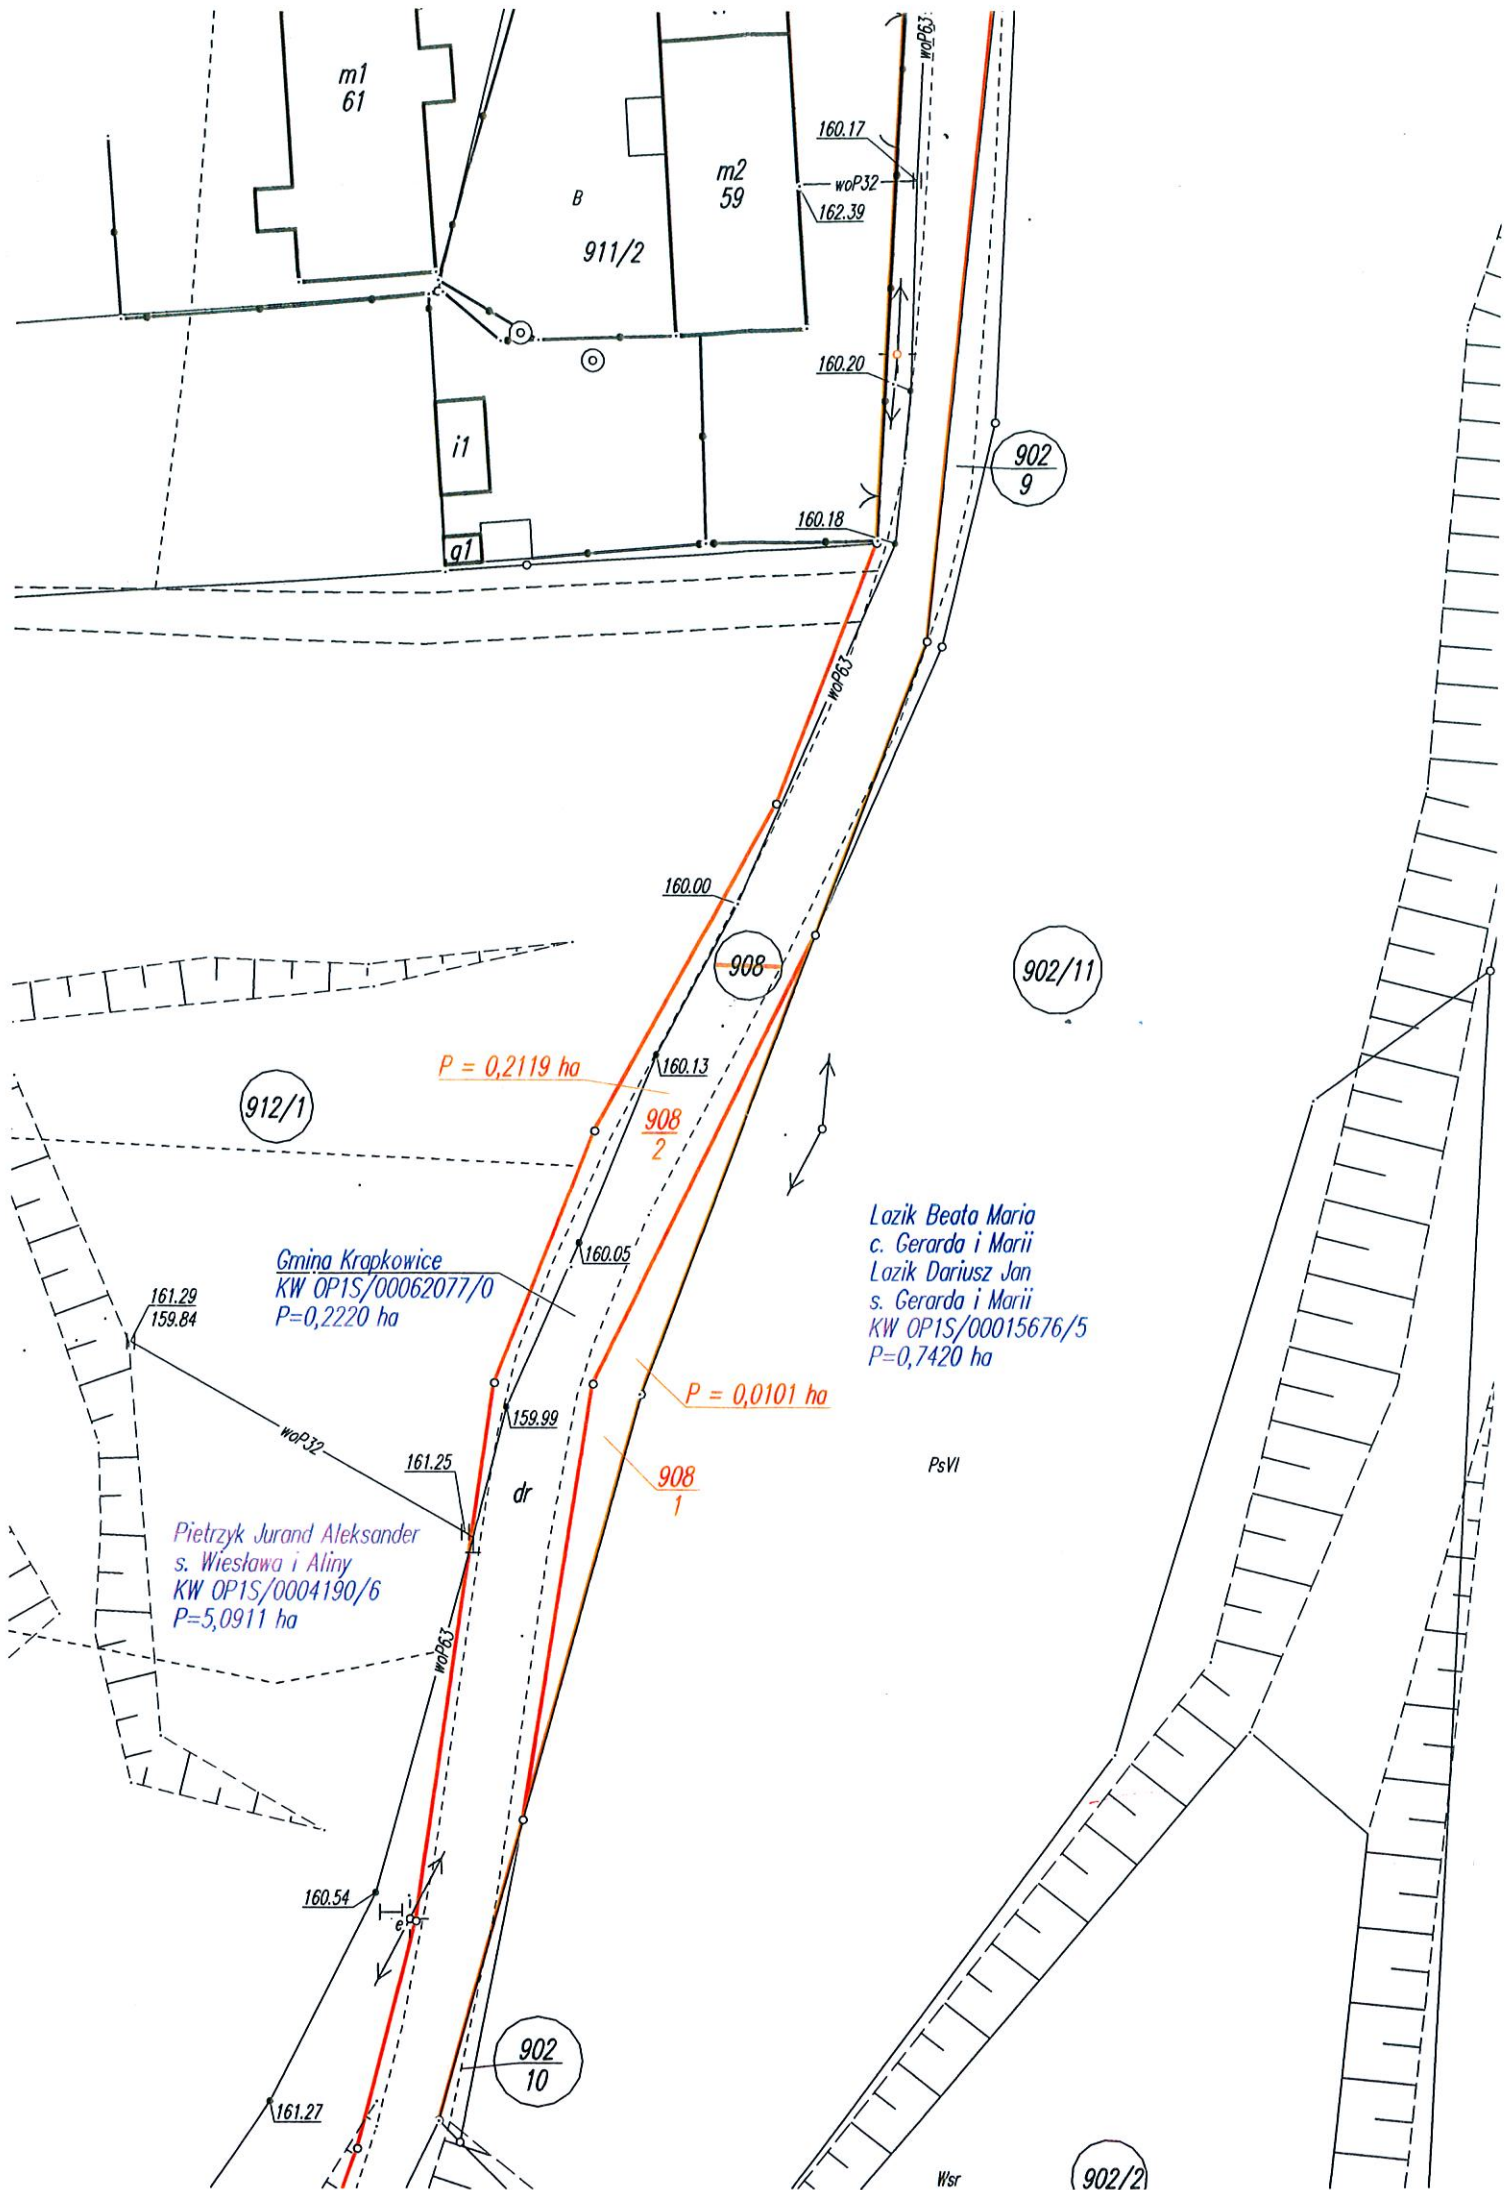 m1
61
B
911/2
m2
59
woP63
160.17
woP32
162.39
160.20
i1
902
9
160.18
g1
woP63
160.00
908
902/11
P = 0,2119 ha
160.13
912/1
908
2
Gmina Krapkowice
KW OP1S/00062077/0
P=0,2220 ha
160.05
Lazik Beata Maria
c. Gerarda i Marii
Lazik Dariusz Jan
s. Gerarda i Marii
KW OP1S/00015676/5
P=0,7420 ha
161.29
159.84
P = 0,0101 ha
159.99
woP32
161.25
dr
908
1
PsVI
Pietrzyk Jurand Aleksander
s. Wiesława i Aliny
KW OP1S/0004190/6
P=5,0911 ha
woP63
160.54
e
902
10
161.27
Wsr
902/2